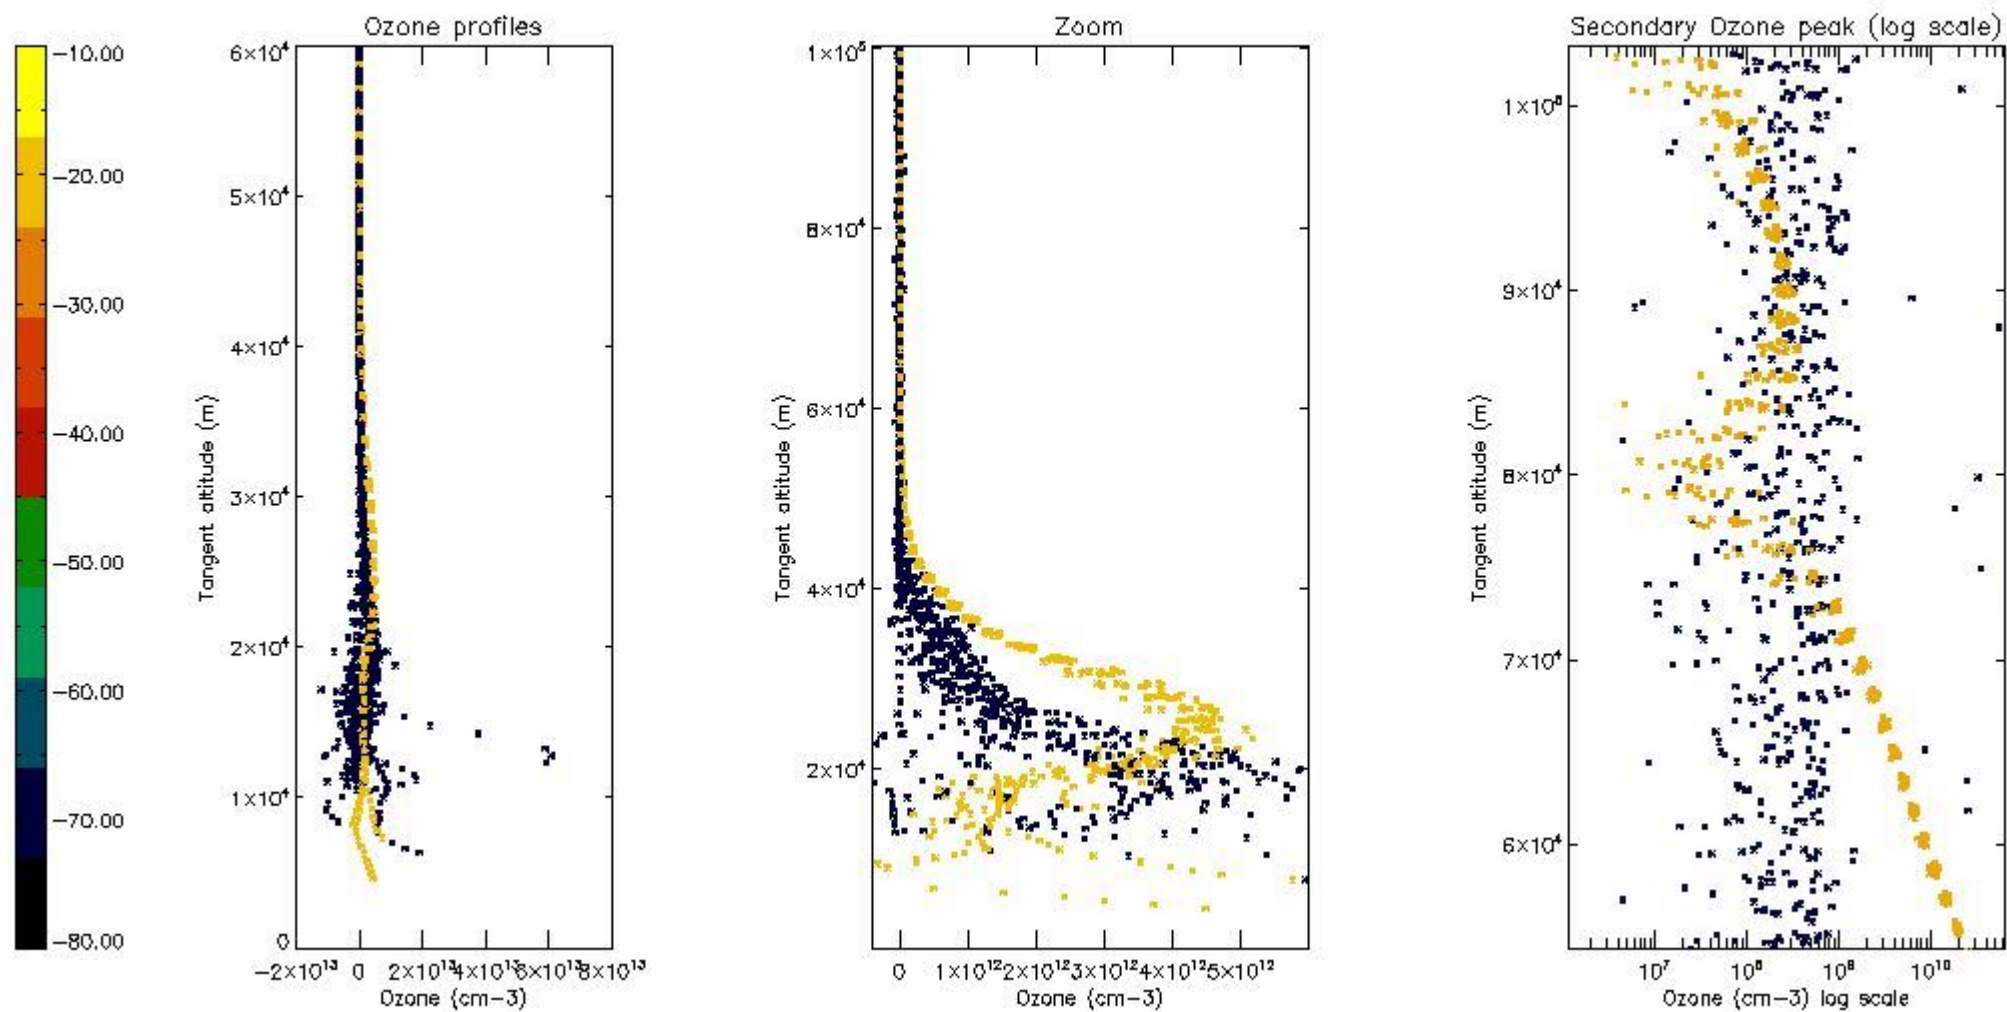 Ozone profiles
Zoom
Secondary Ozone peak (log scale)
−10.00
−20.00
−30.00
−40.00
−50.00
−60.00
−70.00
−80.00
6×10⁴
5×10⁴
4×10⁴
3×10⁴
2×10⁴
1×10⁴
0
Tangent altitude (m)
−2×10¹³ 0 2×10¹³ 4×10¹³ 6×10¹³ 8×10¹³
Ozone (cm−3)
1×10⁵
8×10⁴
6×10⁴
4×10⁴
2×10⁴
Tangent altitude (m)
0 1×10¹² 2×10¹² 3×10¹² 4×10¹² 5×10¹²
Ozone (cm−3)
1×10⁵
9×10⁴
8×10⁴
7×10⁴
6×10⁴
Tangent altitude (m)
10⁷ 10⁸ 10⁹ 10¹⁰
Ozone (cm−3) log scale